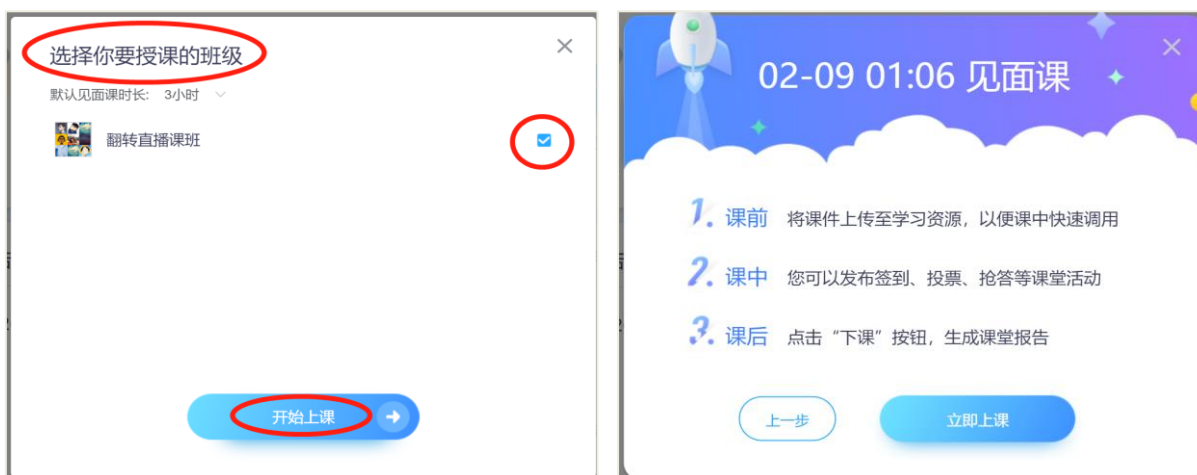 选择你要授课的班级
默认见面课时长: 3小时
翻转直播课班
开始上课
02-09 01:06 见面课
1. 课前 将课件上传至学习资源，以便课中快速调用
2. 课中 您可以发布签到、投票、抢答等课堂活动
3. 课后 点击“下课”按钮，生成课堂报告
上一步
立即上课